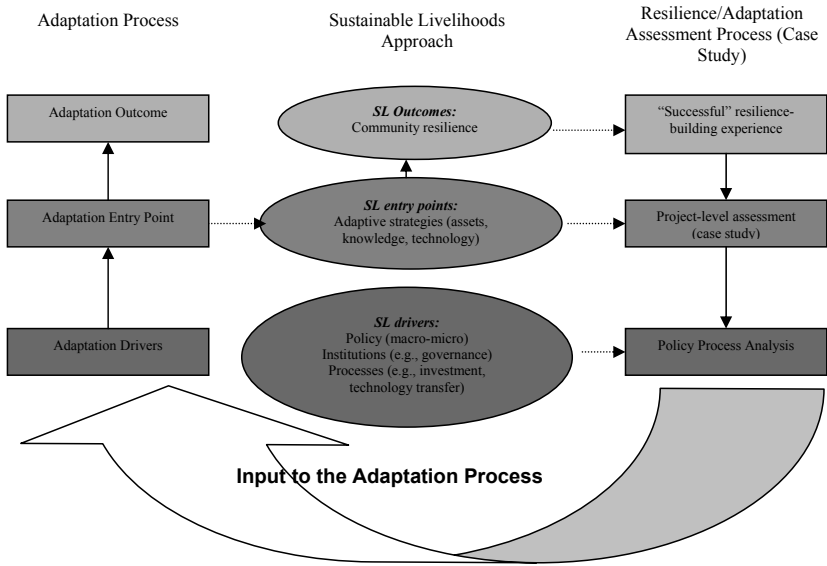 Adaptation Process
Sustainable Livelihoods
Approach
Resilience/Adaptation
Assessment Process (Case
Study)
Adaptation Outcome
SL Outcomes:
Community resilience
“Successful” resilience-
building experience
Adaptation Entry Point
SL entry points:
Adaptive strategies (assets,
knowledge, technology)
Project-level assessment
(case study)
Adaptation Drivers
SL drivers:
Policy (macro-micro)
Institutions (e.g., governance)
Processes (e.g., investment,
technology transfer)
Policy Process Analysis
Input to the Adaptation Process